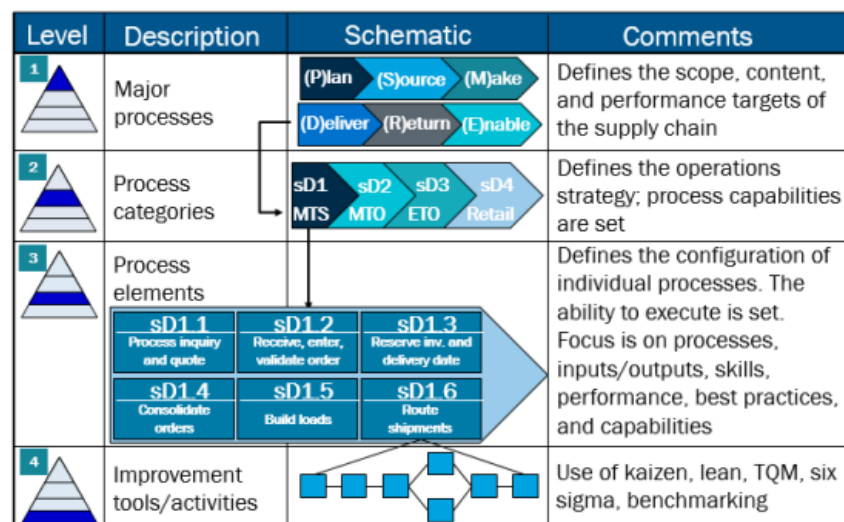 Level Description Schematic Comments
1
Major
processes
(P)lan (S)ource (M)ake
(D)eliver (R)eturn (E)nable
Defines the scope, content,
and performance targets of
the supply chain
2
Process
categories
sD1 sD2 sD3 sD4
MTS MTO ETO Retail
Defines the operations
strategy; process capabilities
are set
3
Process
elements
sD1.1 sD1.2 sD1.3
Process inquiry
and quote
Receive, enter,
validate order
Reserve inv. and
delivery date
sD1.4 sD1.5 sD1.6
Consolidate
orders
Build loads
Route
shipments
Defines the configuration of
individual processes. The
ability to execute is set.
Focus is on processes,
inputs/outputs, skills,
performance, best practices,
and capabilities
4
Improvement
tools/activities
Use of kaizen, lean, TQM, six
sigma, benchmarking